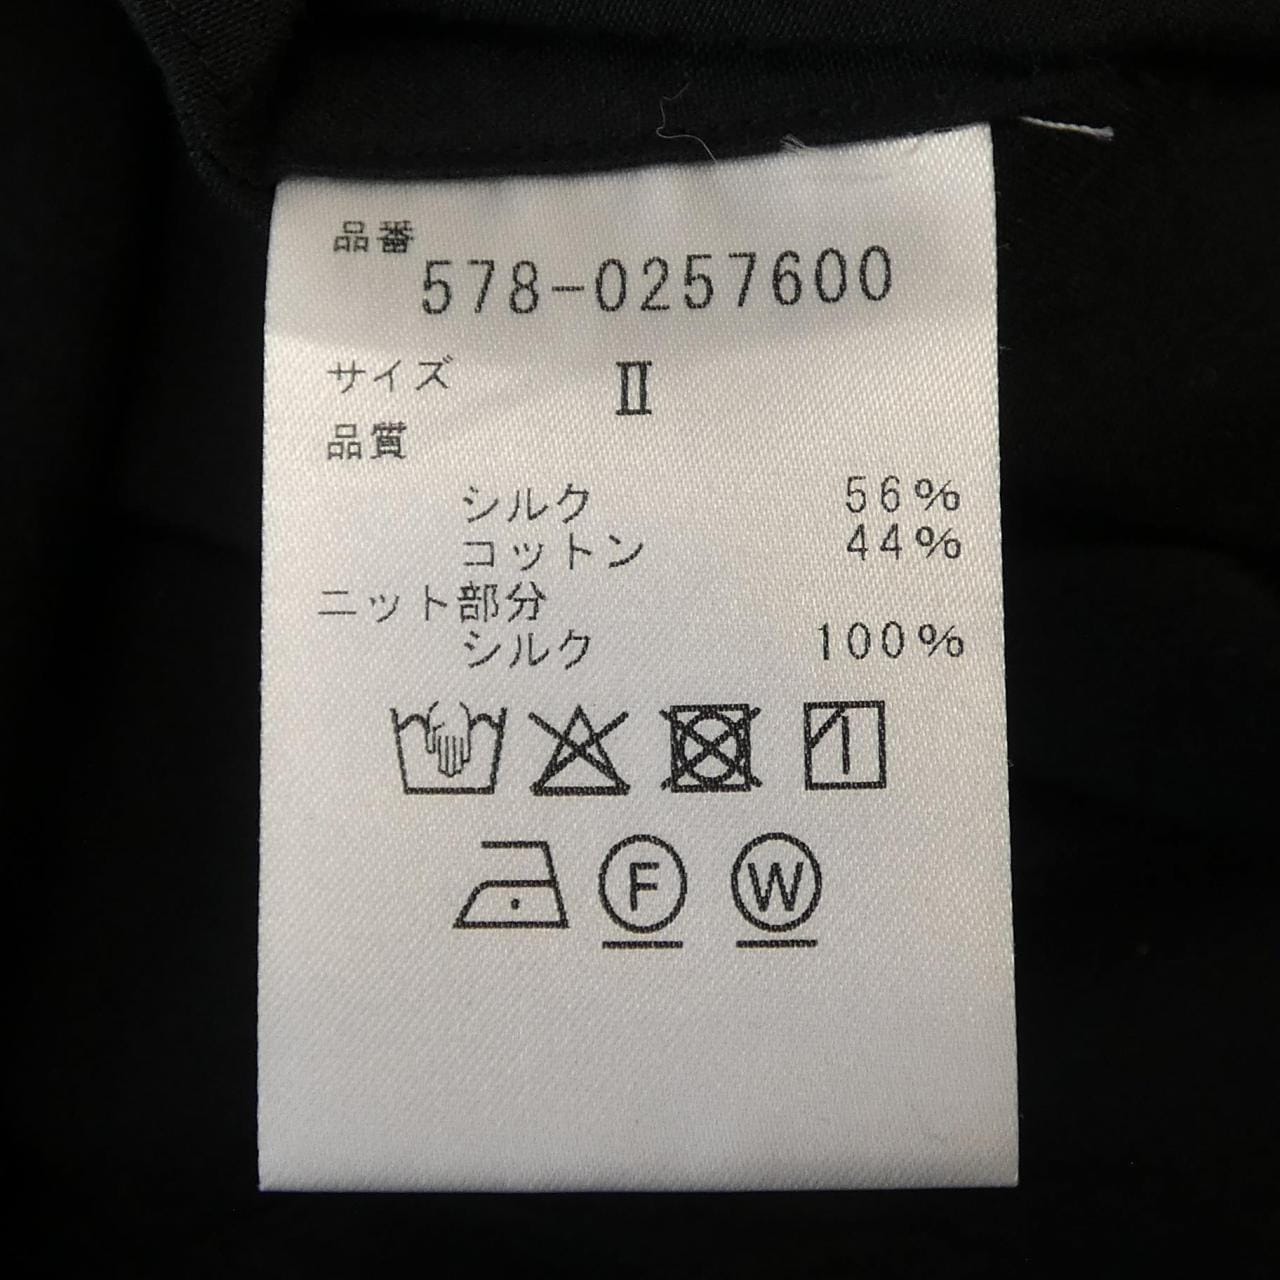 品番
578-0257600
サイズ Ⅱ
品質
シルク 56%
コットン 44%
ニット部分
シルク 100%
F W